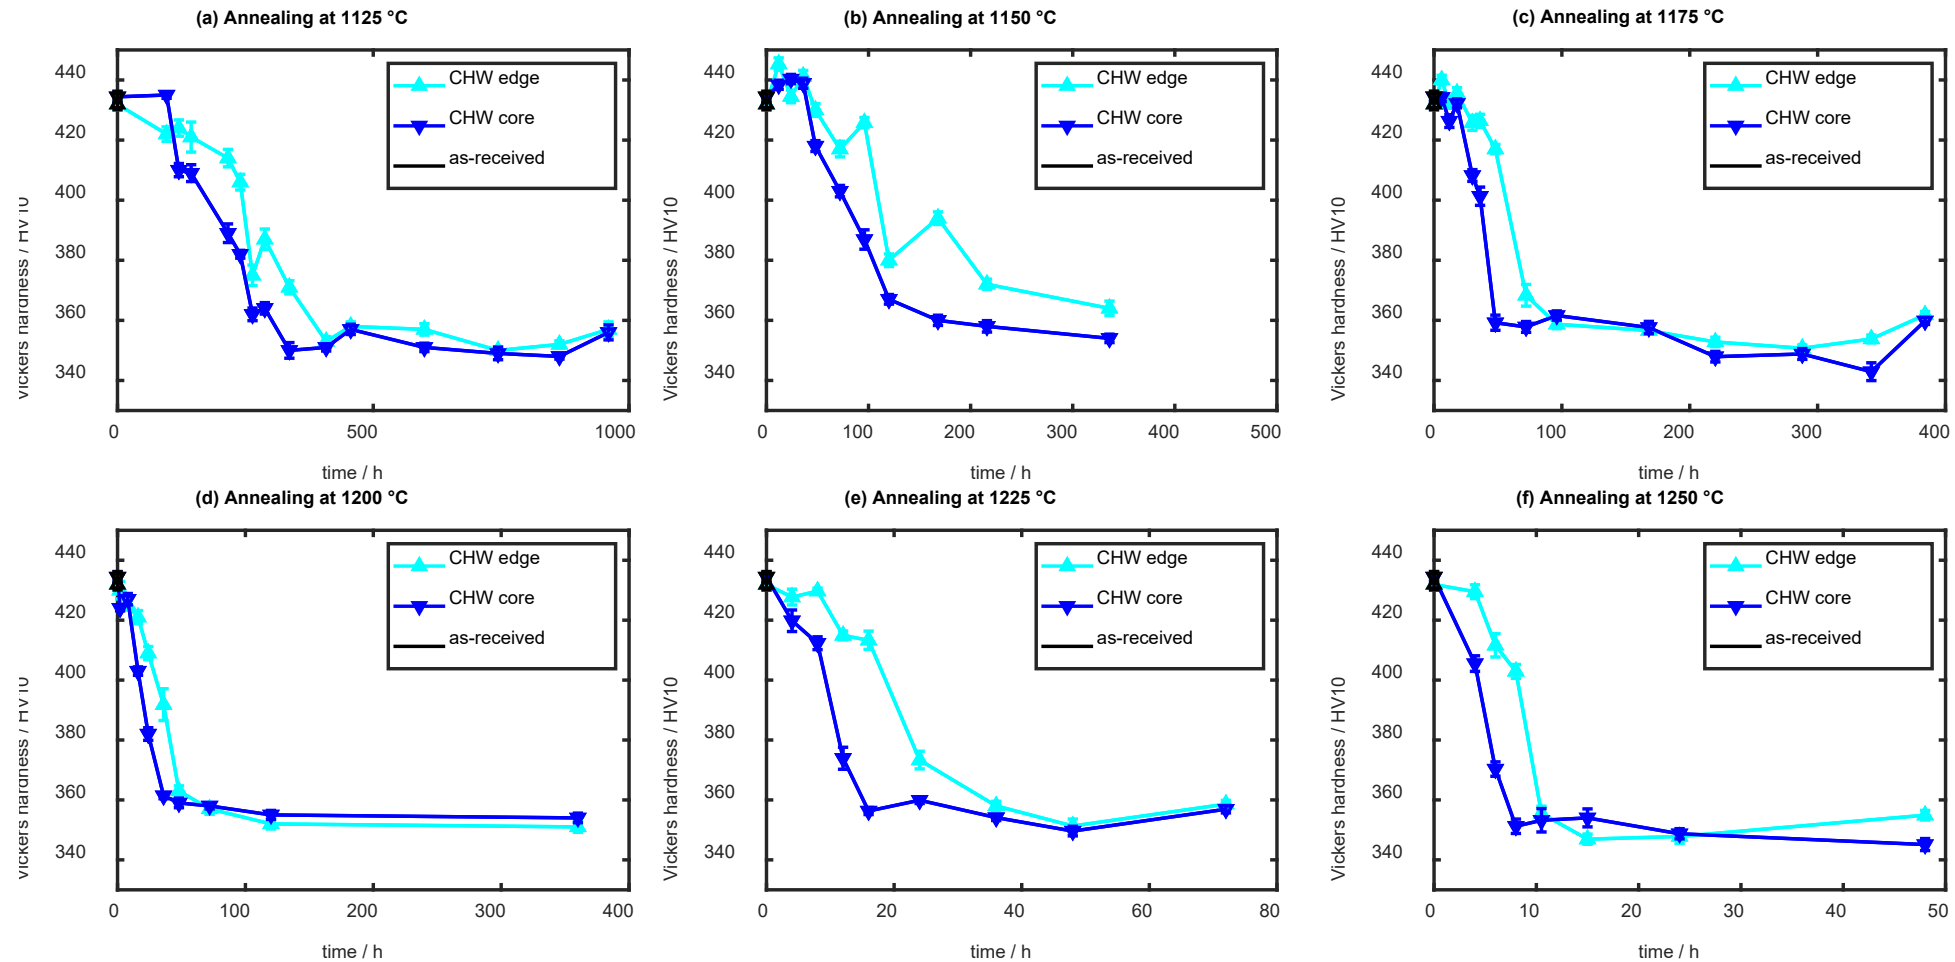 (a) Annealing at 1125 °C
440
420
400
380
360
340
0
500
1000
Vickers hardness / HV10
time / h
CHW edge
CHW core
as-received
(b) Annealing at 1150 °C
440
420
400
380
360
340
0
100
200
300
400
500
Vickers hardness / HV10
time / h
CHW edge
CHW core
as-received
(c) Annealing at 1175 °C
440
420
400
380
360
340
0
100
200
300
400
Vickers hardness / HV10
time / h
CHW edge
CHW core
as-received
(d) Annealing at 1200 °C
440
420
400
380
360
340
0
100
200
300
400
Vickers hardness / HV10
time / h
CHW edge
CHW core
as-received
(e) Annealing at 1225 °C
440
420
400
380
360
340
0
20
40
60
80
Vickers hardness / HV10
time / h
CHW edge
CHW core
as-received
(f) Annealing at 1250 °C
440
420
400
380
360
340
0
10
20
30
40
50
Vickers hardness / HV10
time / h
CHW edge
CHW core
as-received